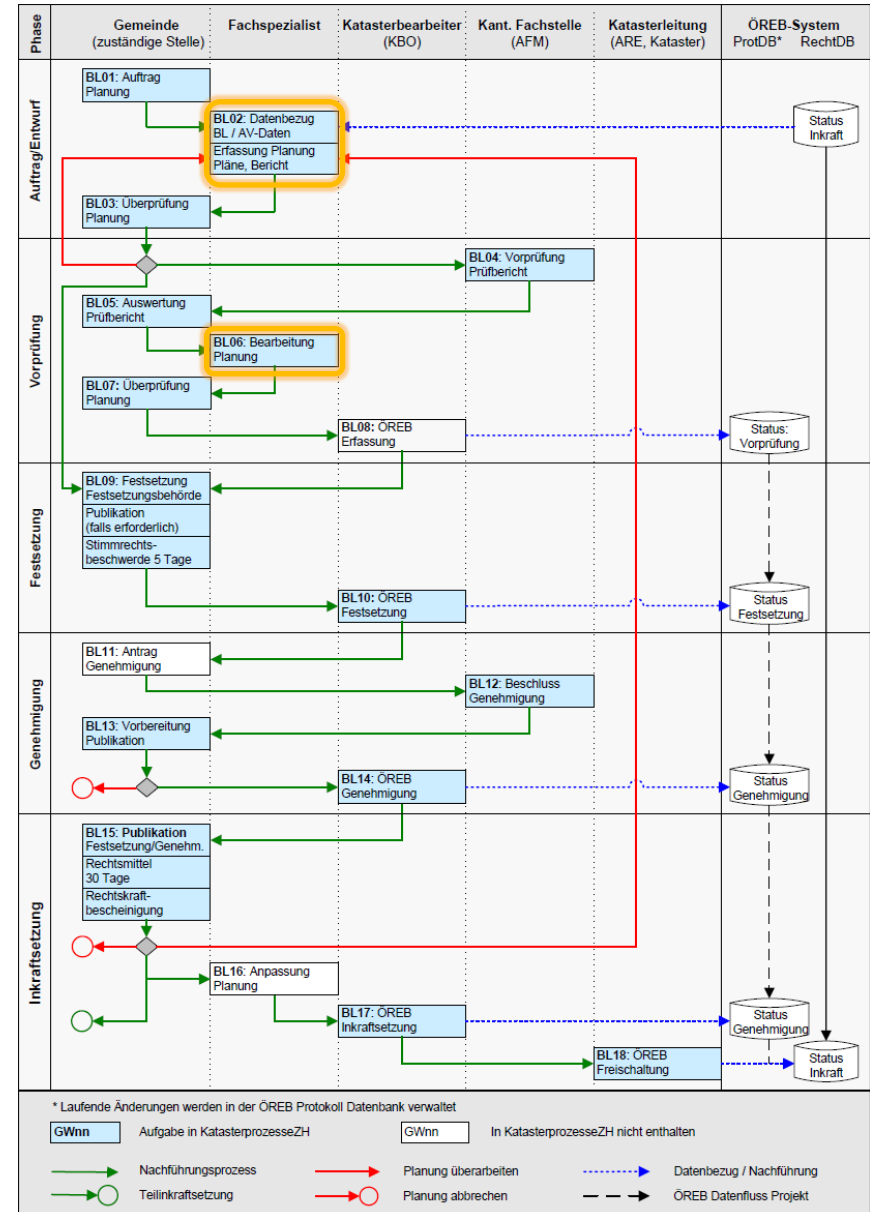 Phase
Gemeinde
(zuständige Stelle)
Fachspezialist
Katasterbearbeiter
(KBO)
Kant. Fachstelle
(AFM)
Katasterleitung
(ARE, Kataster)
ÖREB-System
ProtDB* RechtDB
Auftrag/Entwurf
BL01: Auftrag
Planung
BL02: Datenbezug
BL / AV-Daten
Erfassung Planung
Pläne, Bericht
Status
Inkraft
BL03: Überprüfung
Planung
Vorprüfung
BL04: Vorprüfung
Prüfbericht
BL05: Auswertung
Prüfbericht
BL06: Bearbeitung
Planung
BL07: Überprüfung
Planung
BL08: ÖREB
Erfassung
Status:
Vorprüfung
Festsetzung
BL09: Festsetzung
Festsetzungsbehörde
Publikation
(falls erforderlich)
Stimmrechts-
beschwerde 5 Tage
BL10: ÖREB
Festsetzung
Status
Festsetzung
Genehmigung
BL11: Antrag
Genehmigung
BL12: Beschluss
Genehmigung
BL13: Vorbereitung
Publikation
BL14: ÖREB
Genehmigung
Status
Genehmigung
Inkraftsetzung
BL15: Publikation
Festsetzung/Genehm.
Rechtsmittel
30 Tage
Rechtskraft-
bescheinigung
BL16: Anpassung
Planung
BL17: ÖREB
Inkraftsetzung
Status
Genehmigung
BL18: ÖREB
Freischaltung
Status
Inkraft
* Laufende Änderungen werden in der ÖREB Protokoll Datenbank verwaltet
GWnn Aufgabe in KatasterprozesseZH
GWnn In KatasterprozesseZH nicht enthalten
Nachführungsprozess
Planung überarbeiten
Datenbezug / Nachführung
Teilinkraftsetzung
Planung abbrechen
ÖREB Datenfluss Projekt